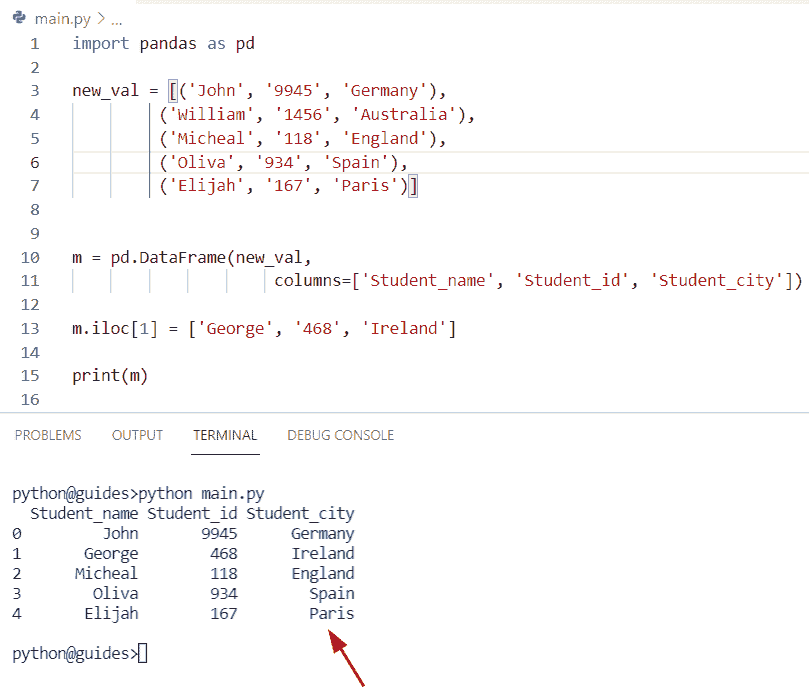 main.py > ...
1 import pandas as pd
2
3 new_val = [('John', '9945', 'Germany'),
4 ('William', '1456', 'Australia'),
5 ('Micheal', '118', 'England'),
6 ('Oliva', '934', 'Spain'),
7 ('Elijah', '167', 'Paris')]
8
9
10 m = pd.DataFrame(new_val,
11 columns=['Student_name', 'Student_id', 'Student_city'])
12
13 m.iloc[1] = ['George', '468', 'Ireland']
14
15 print(m)
16
PROBLEMS OUTPUT TERMINAL DEBUG CONSOLE
python@guides>python main.py
Student_name Student_id Student_city
0 John 9945 Germany
1 George 468 Ireland
2 Micheal 118 England
3 Oliva 934 Spain
4 Elijah 167 Paris
python@guides>